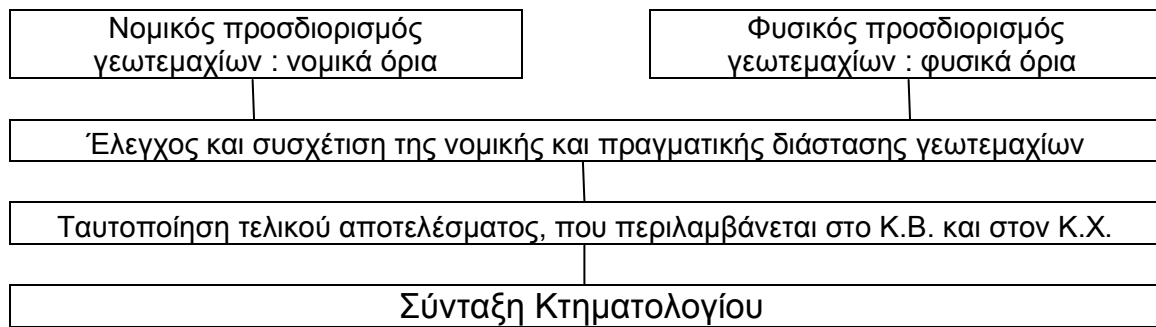 Νομικός προσδιορισμός
γεωτεμαχίων : νομικά όρια
Φυσικός προσδιορισμός
γεωτεμαχίων : φυσικά όρια
Έλεγχος και συσχέτιση της νομικής και πραγματικής διάστασης γεωτεμαχίων
Ταυτοποίηση τελικού αποτελέσματος, που περιλαμβάνεται στο Κ.Β. και στον Κ.Χ.
Σύνταξη Κτηματολογίου